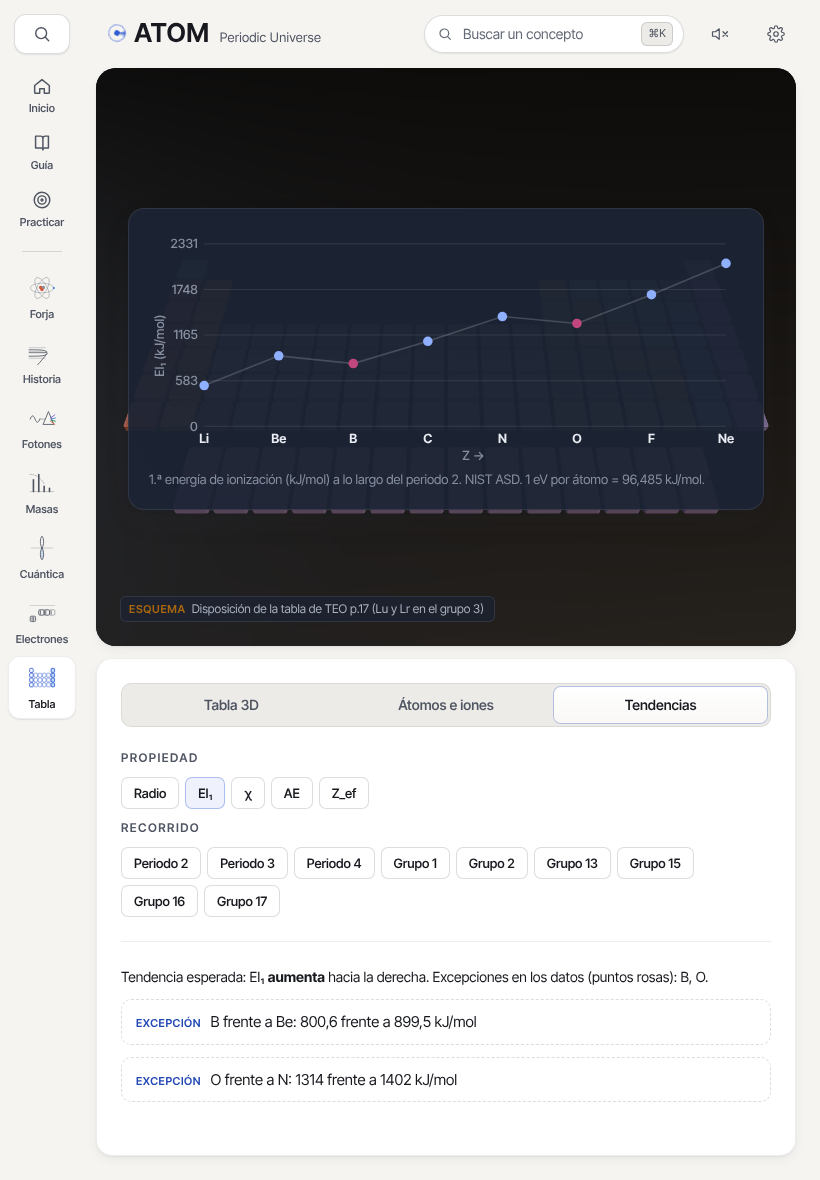 ATOM Periodic Universe
Buscar un concepto
⌘K
Inicio
Guía
Practicar
Forja
Historia
Fotones
Masas
Cuántica
Electrones
Tabla
2331
1748
1165
583
0
EI₁ (kJ/mol)
Li Be B C N O F Ne
Z →
1.ª energía de ionización (kJ/mol) a lo largo del periodo 2. NIST ASD. 1 eV por átomo = 96,485 kJ/mol.
ESQUEMA Disposición de la tabla de TEO p.17 (Lu y Lr en el grupo 3)
Tabla 3D Átomos e iones Tendencias
PROPIEDAD
Radio EI₁ χ AE Z_ef
RECORRIDO
Periodo 2 Periodo 3 Periodo 4 Grupo 1 Grupo 2 Grupo 13 Grupo 15
Grupo 16 Grupo 17
Tendencia esperada: EI₁ aumenta hacia la derecha. Excepciones en los datos (puntos rosas): B, O.
EXCEPCIÓN B frente a Be: 800,6 frente a 899,5 kJ/mol
EXCEPCIÓN O frente a N: 1314 frente a 1402 kJ/mol